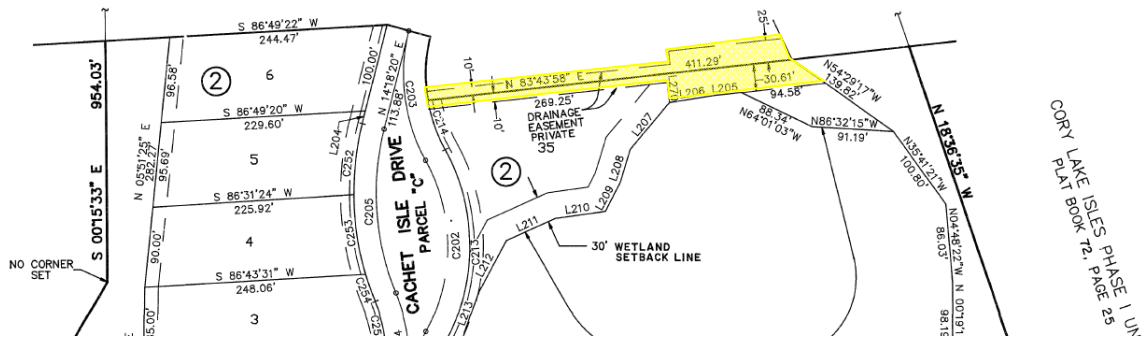 S 86°49'22" W
244.47'
25'
954.03'
96.58'
②
6
100.00'
N 14°18'20" E
113.88'
C203
10'
N 83°43'58" E
411.29'
30.61'
N54°29'17"W
139.82'
S 86°49'20" W
229.60'
L204
C214
10'
269.25'
DRAINAGE
EASEMENT
PRIVATE
35
L206
L205
94.58'
88.34'
N64°01'03"W
N86°32'15"W
91.19'
L207
N 05°51'25" E
282.27'
95.69'
5
C252
②
L208
N35°41'21"W
100.80'
N 18°36'35" W
S 86°31'24" W
225.92'
C205
CACHET ISLE DRIVE
PARCEL "C"
L209
L210
L211
S 00°15'33" E
90.00'
4
C253
C202
C213
L212
30' WETLAND
SETBACK LINE
N04°48'22"W
86.03'
NO CORNER
SET
S 86°43'31" W
248.06'
C254
3
L213
98.19
CORY LAKE ISLES PHASE 1 UN
PLAT BOOK 72, PAGE 25